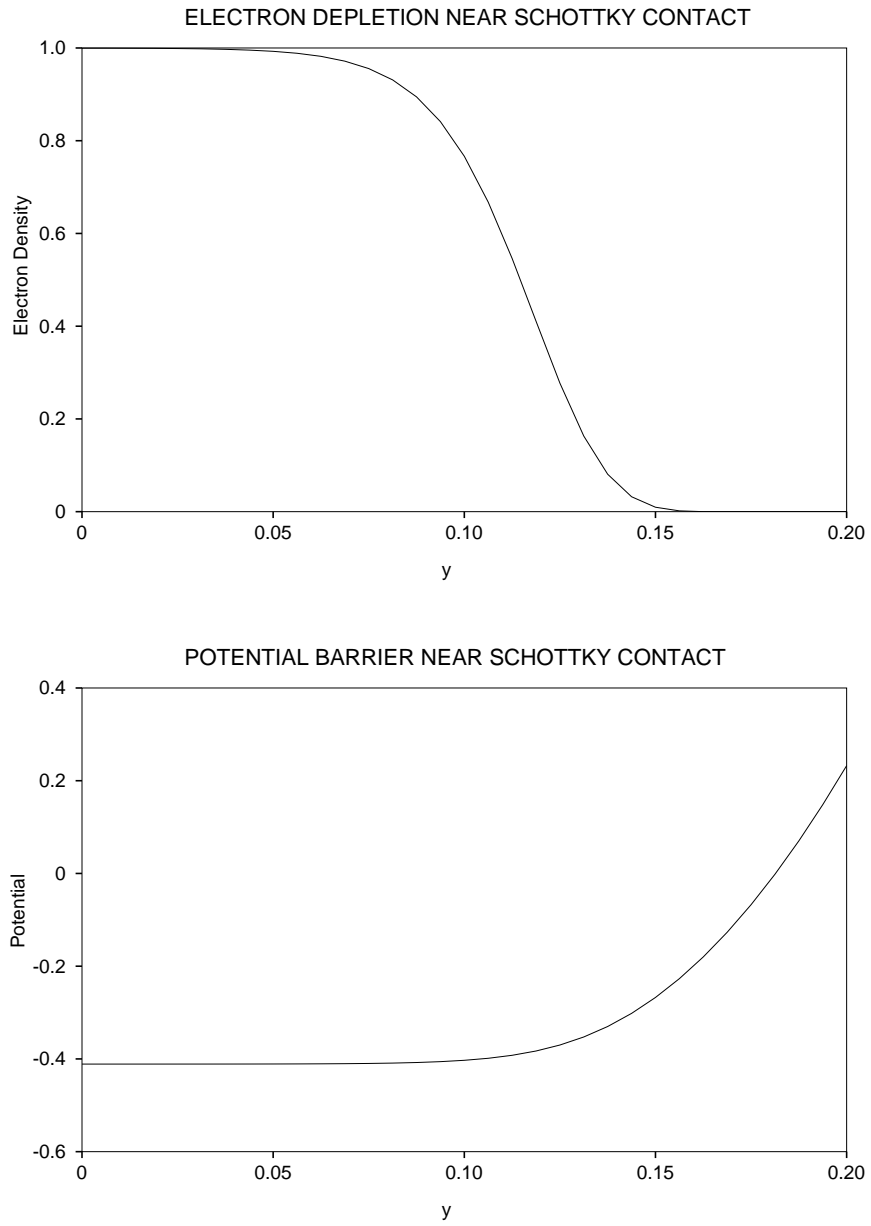 ELECTRON DEPLETION NEAR SCHOTTKY CONTACT
1.0
0.8
0.6
0.4
0.2
0
Electron Density
0 0.05 0.10 0.15 0.20
y
POTENTIAL BARRIER NEAR SCHOTTKY CONTACT
0.4
0.2
0
-0.2
-0.4
-0.6
Potential
0 0.05 0.10 0.15 0.20
y